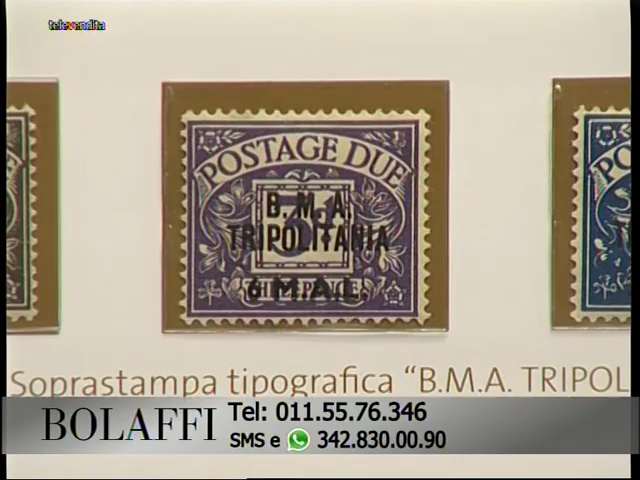 televendita
POSTAGE DUE
B. M. A.
TRIPOLITANIA
6 M.A.L.
Soprastampa tipografica “B.M.A. TRIPOL
BOLAFFI
Tel: 011.55.76.346
SMS e 342.830.00.90